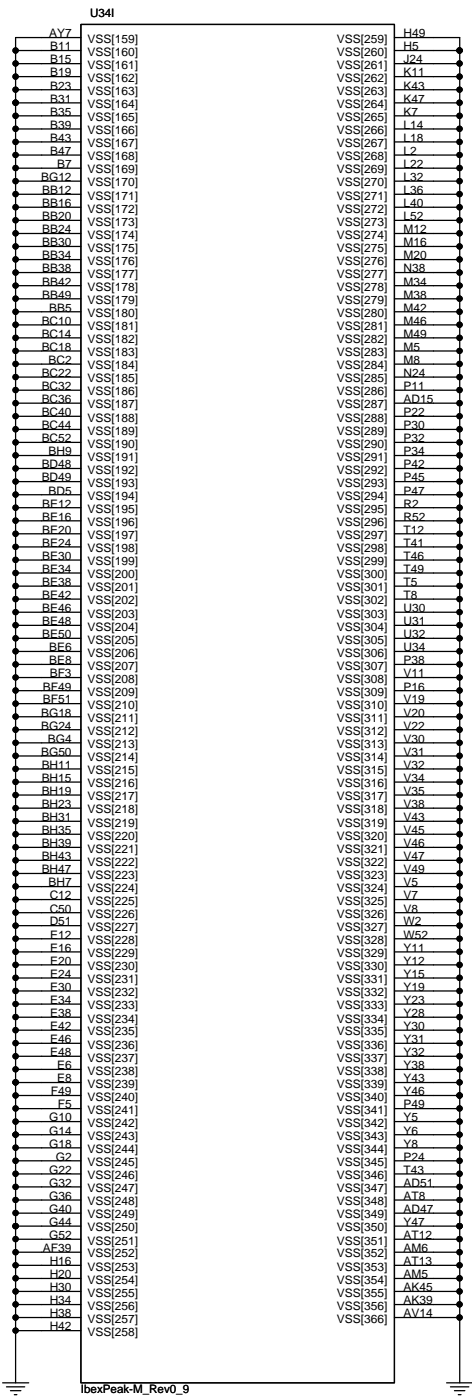 U34I
AY7 VSS[159] VSS[259] H49
B11 VSS[160] VSS[260] H5
B15 VSS[161] VSS[261] J24
B19 VSS[162] VSS[262] K11
B23 VSS[163] VSS[263] K43
B31 VSS[164] VSS[264] K47
B35 VSS[165] VSS[265] K7
B39 VSS[166] VSS[266] L14
B43 VSS[167] VSS[267] L18
B47 VSS[168] VSS[268] L2
B7 VSS[169] VSS[269] L22
BG12 VSS[170] VSS[270] L32
BB12 VSS[171] VSS[271] L36
BB16 VSS[172] VSS[272] L40
BB20 VSS[173] VSS[273] L52
BB24 VSS[174] VSS[274] M12
BB30 VSS[175] VSS[275] M16
BB34 VSS[176] VSS[276] M20
BB38 VSS[177] VSS[277] N38
BB42 VSS[178] VSS[278] M34
BB49 VSS[179] VSS[279] M38
BB5 VSS[180] VSS[280] M42
BC10 VSS[181] VSS[281] M46
BC14 VSS[182] VSS[282] M49
BC18 VSS[183] VSS[283] M5
BC2 VSS[184] VSS[284] M8
BC22 VSS[185] VSS[285] N24
BC32 VSS[186] VSS[286] P11
BC36 VSS[187] VSS[287] AD15
BC40 VSS[188] VSS[288] P22
BC44 VSS[189] VSS[289] P30
BC52 VSS[190] VSS[290] P32
BH9 VSS[191] VSS[291] P34
BD48 VSS[192] VSS[292] P42
BD49 VSS[193] VSS[293] P45
BD5 VSS[194] VSS[294] P47
BE12 VSS[195] VSS[295] R2
BE16 VSS[196] VSS[296] R52
BE20 VSS[197] VSS[297] T12
BE24 VSS[198] VSS[298] T41
BE30 VSS[199] VSS[299] T46
BE34 VSS[200] VSS[300] T49
BE38 VSS[201] VSS[301] T5
BE42 VSS[202] VSS[302] T8
BE46 VSS[203] VSS[303] U30
BE48 VSS[204] VSS[304] U31
BE50 VSS[205] VSS[305] U32
BE6 VSS[206] VSS[306] U34
BE8 VSS[207] VSS[307] P38
BF3 VSS[208] VSS[308] V11
BF49 VSS[209] VSS[309] P16
BF51 VSS[210] VSS[310] V19
BG18 VSS[211] VSS[311] V20
BG24 VSS[212] VSS[312] V22
BG4 VSS[213] VSS[313] V30
BG50 VSS[214] VSS[314] V31
BH11 VSS[215] VSS[315] V32
BH15 VSS[216] VSS[316] V34
BH19 VSS[217] VSS[317] V35
BH23 VSS[218] VSS[318] V38
BH31 VSS[219] VSS[319] V43
BH35 VSS[220] VSS[320] V45
BH39 VSS[221] VSS[321] V46
BH43 VSS[222] VSS[322] V47
BH47 VSS[223] VSS[323] V49
BH7 VSS[224] VSS[324] V5
C12 VSS[225] VSS[325] V7
C50 VSS[226] VSS[326] V8
D51 VSS[227] VSS[327] W2
E12 VSS[228] VSS[328] W52
E16 VSS[229] VSS[329] Y11
E20 VSS[230] VSS[330] Y12
E24 VSS[231] VSS[331] Y15
E30 VSS[232] VSS[332] Y19
E34 VSS[233] VSS[333] Y23
E38 VSS[234] VSS[334] Y28
E42 VSS[235] VSS[335] Y30
E46 VSS[236] VSS[336] Y31
E48 VSS[237] VSS[337] Y32
E6 VSS[238] VSS[338] Y38
E8 VSS[239] VSS[339] Y43
F49 VSS[240] VSS[340] Y46
F5 VSS[241] VSS[341] P49
G10 VSS[242] VSS[342] Y5
G14 VSS[243] VSS[343] Y6
G18 VSS[244] VSS[344] Y8
G2 VSS[245] VSS[345] P24
G22 VSS[246] VSS[346] T43
G32 VSS[247] VSS[347] AD51
G36 VSS[248] VSS[348] AT8
G40 VSS[249] VSS[349] AD47
G44 VSS[250] VSS[350] Y47
G52 VSS[251] VSS[351] AT12
AF39 VSS[252] VSS[352] AM6
H16 VSS[253] VSS[353] AT13
H20 VSS[254] VSS[354] AM5
H30 VSS[255] VSS[355] AK45
H34 VSS[256] VSS[356] AK39
H38 VSS[257] VSS[366] AV14
H42 VSS[258]
IbexPeak-M_Rev0_9